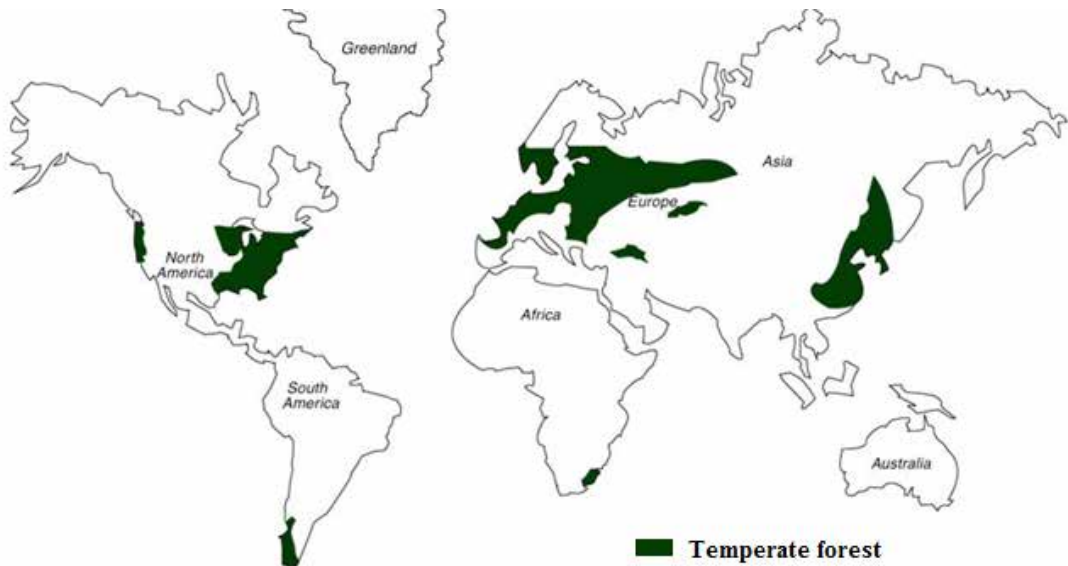 Greenland
Asia
Europe
North
America
Africa
South
America
Australia
Temperate forest